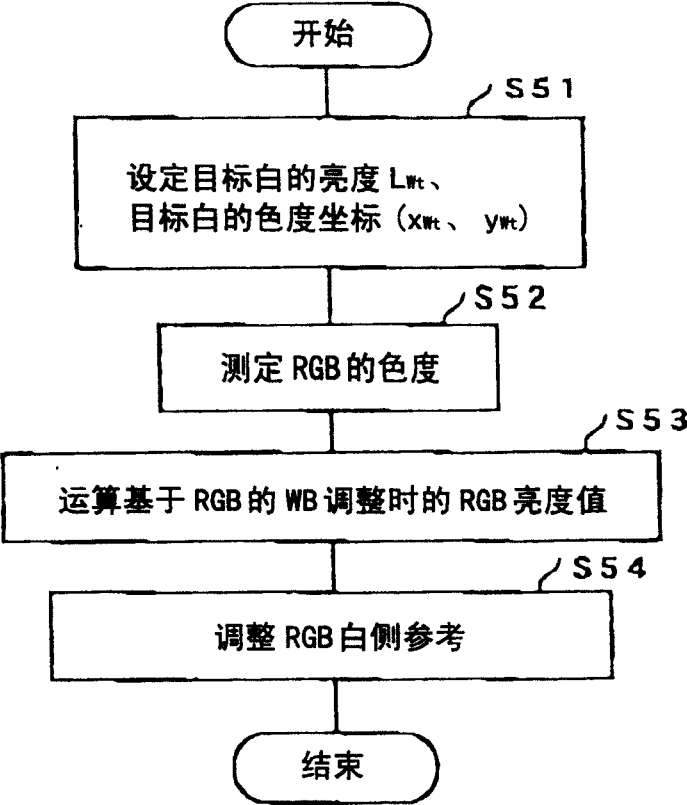 开始
S51
设定目标白的亮度 LWt、
目标白的色度坐标 (xWt、 yWt)
S52
测定 RGB 的色度
S53
运算基于 RGB 的 WB 调整时的 RGB 亮度值
S54
调整 RGB 白侧参考
结束